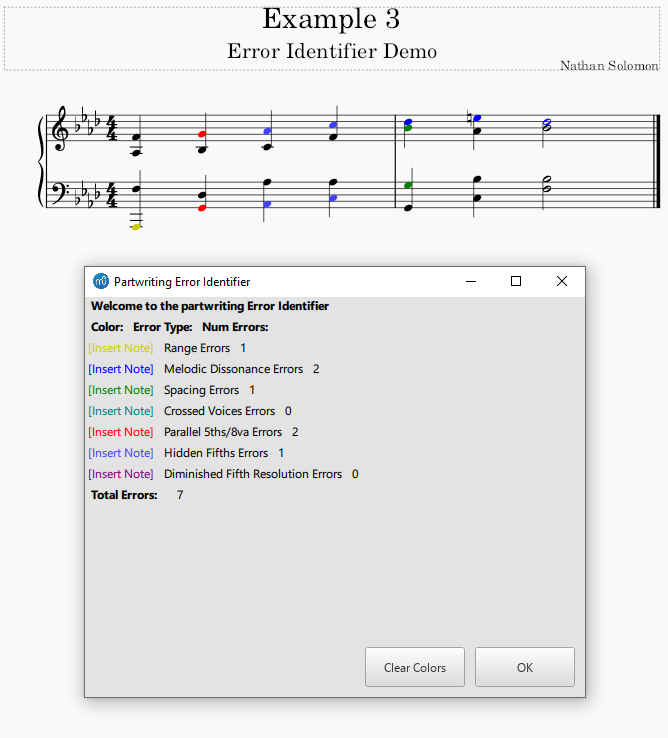 Example 3
Error Identifier Demo
Nathan Solomon
4
4
4
4
Partwriting Error Identifier
Welcome to the partwriting Error Identifier
Color: Error Type: Num Errors:
[Insert Note] Range Errors 1
[Insert Note] Melodic Dissonance Errors 2
[Insert Note] Spacing Errors 1
[Insert Note] Crossed Voices Errors 0
[Insert Note] Parallel 5ths/8va Errors 2
[Insert Note] Hidden Fifths Errors 1
[Insert Note] Diminished Fifth Resolution Errors 0
Total Errors: 7
Clear Colors OK